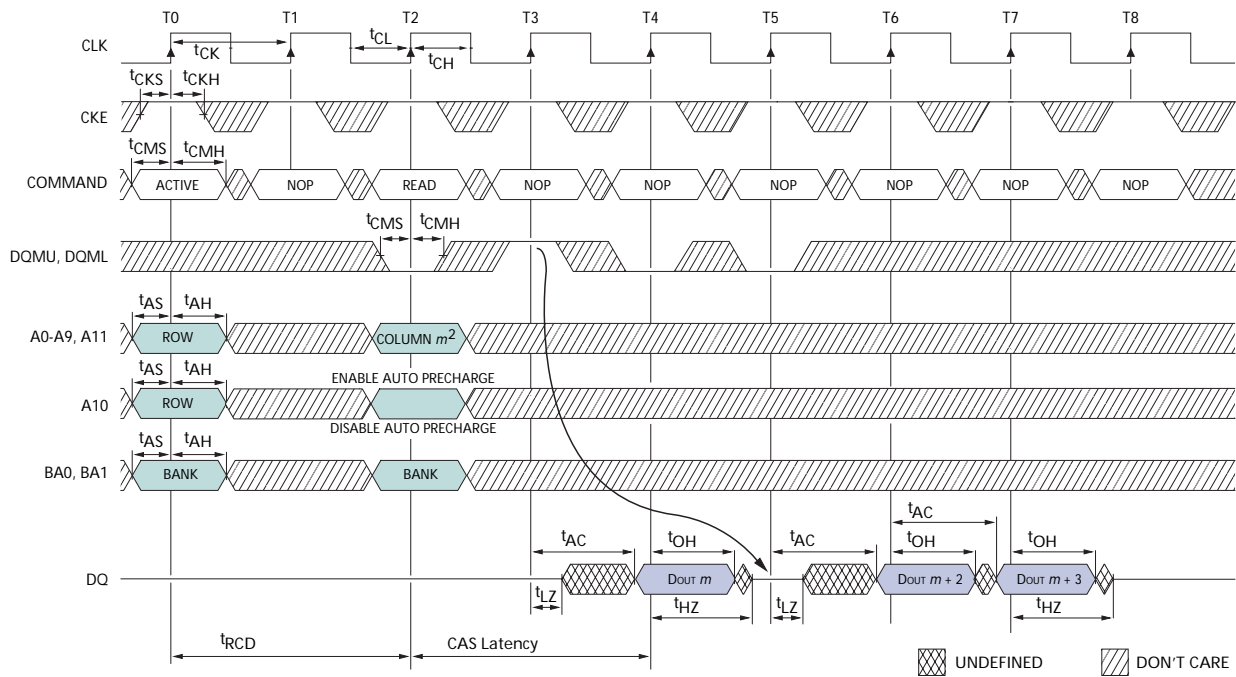 T0 T1 T2 T3 T4 T5 T6 T7 T8
CLK
tCK tCL tCH
tCKS tCKH
CKE
tCMS tCMH
COMMAND ACTIVE NOP READ NOP NOP NOP NOP NOP NOP
tCMS tCMH
DQMU, DQML
tAS tAH
A0-A9, A11 ROW COLUMN m2
tAS tAH ENABLE AUTO PRECHARGE
A10 ROW
DISABLE AUTO PRECHARGE
tAS tAH
BA0, BA1 BANK BANK
tAC
tAC tOH tAC tOH tOH
DQ DOUT m DOUT m + 2 DOUT m + 3
tLZ tHZ tLZ tHZ
tRCD CAS Latency
UNDEFINED DON'T CARE